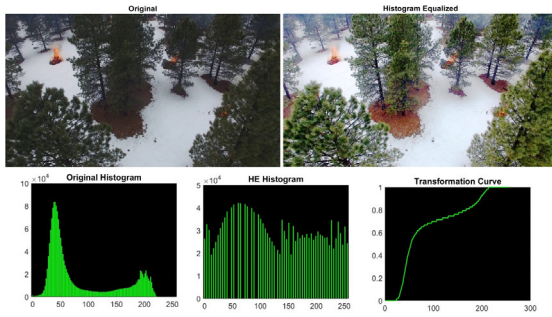 Original
Histogram Equalized
Original Histogram
×10⁴
10
8
6
4
2
0
0 50 100 150 200 250
HE Histogram
×10⁴
5
4
3
2
1
0
0 50 100 150 200 250
Transformation Curve
1
0.8
0.6
0.4
0.2
0
0 100 200 300